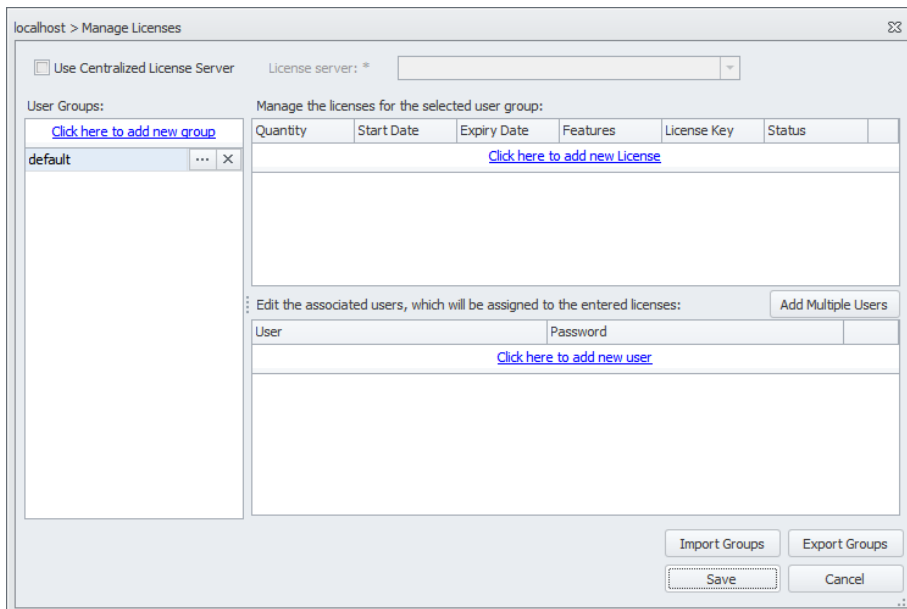 localhost > Manage Licenses
Use Centralized License Server License server: *
User Groups:
Manage the licenses for the selected user group:
Click here to add new group
Quantity Start Date Expiry Date Features License Key Status
default ...
Click here to add new License
Edit the associated users, which will be assigned to the entered licenses:
Add Multiple Users
User Password
Click here to add new user
Import Groups Export Groups
Save Cancel